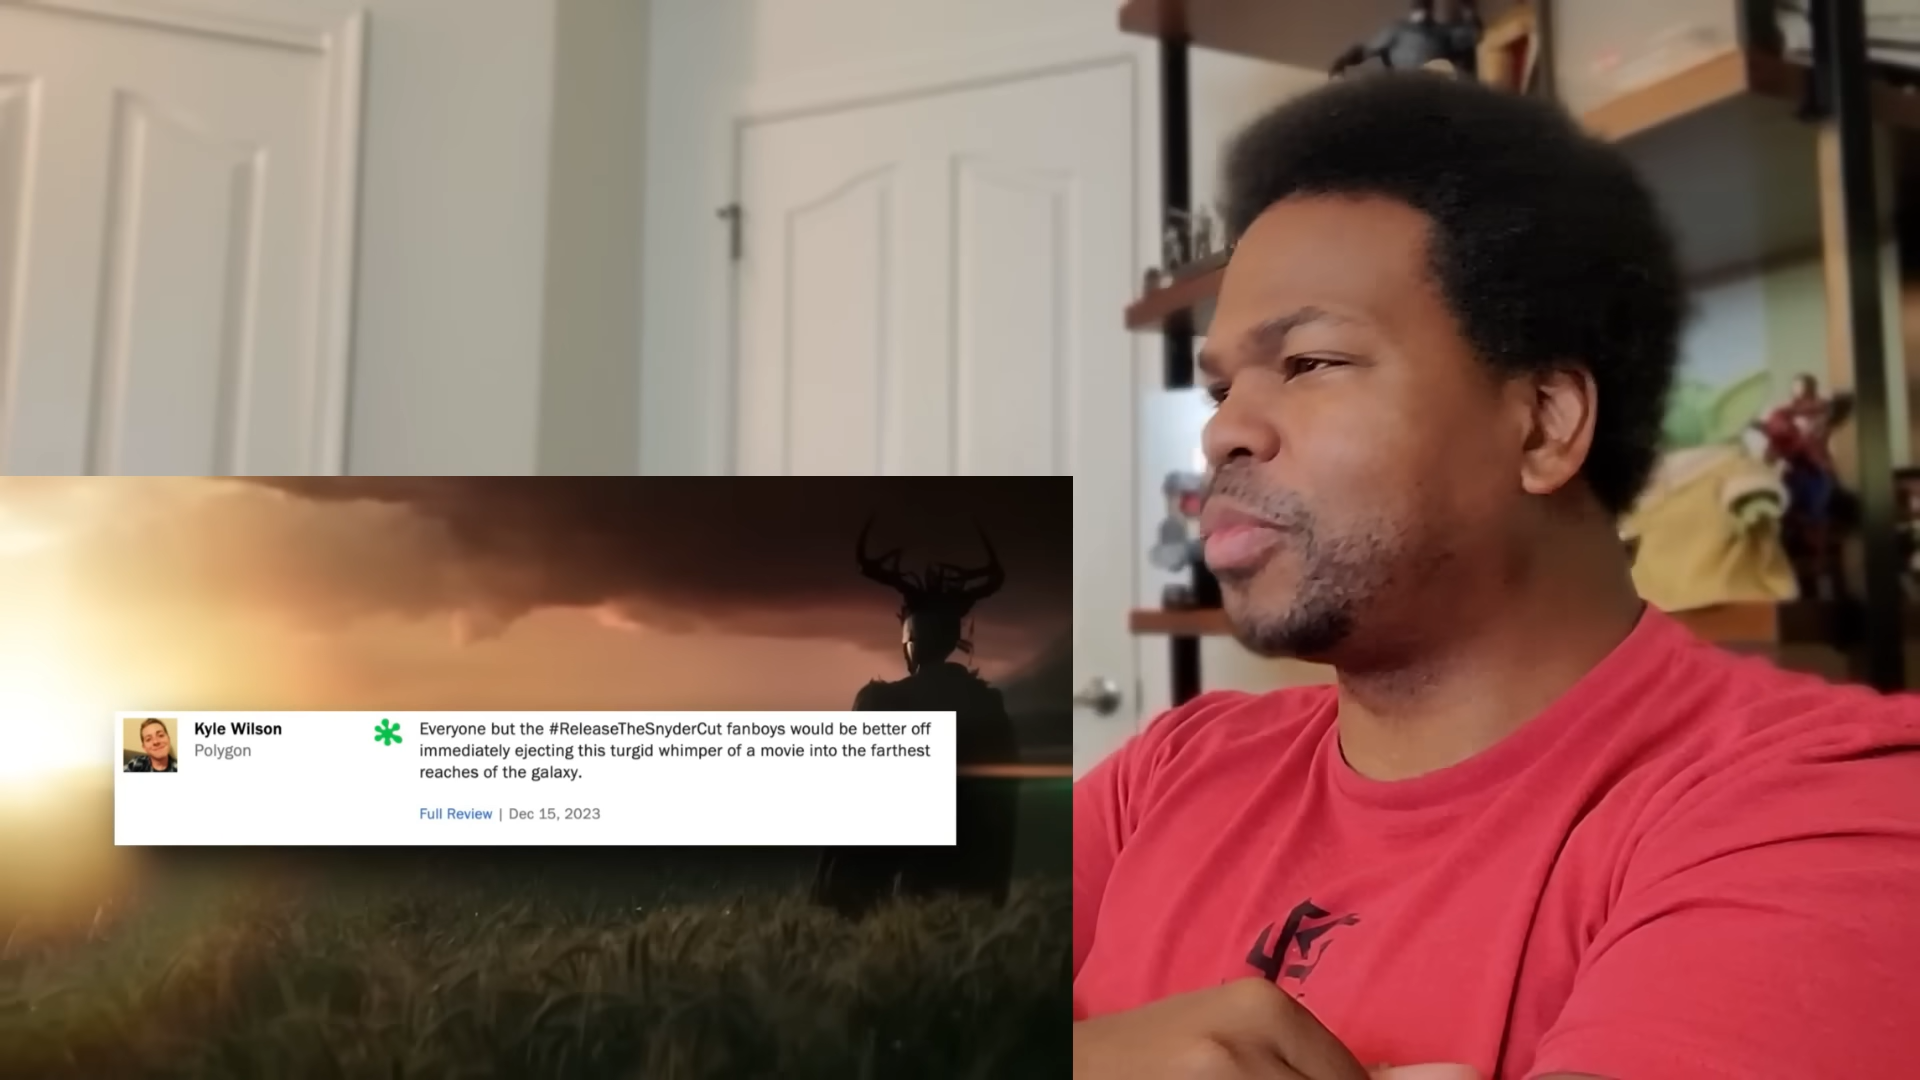 Kyle Wilson
Polygon
Everyone but the #ReleaseTheSnyderCut fanboys would be better off
immediately ejecting this turgid whimper of a movie into the farthest
reaches of the galaxy.
Full Review | Dec 15, 2023